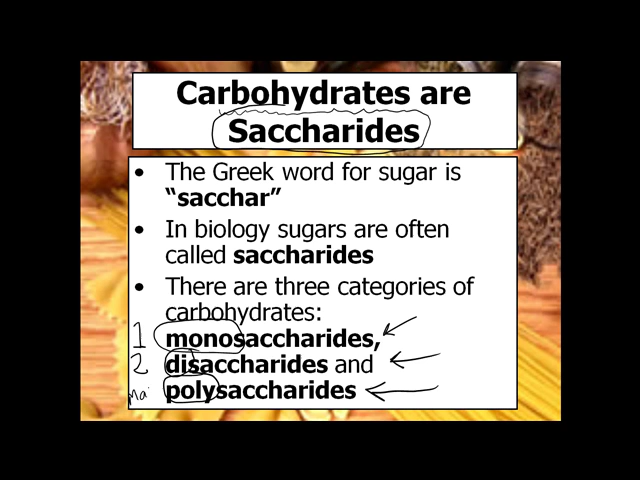 Carbohydrates are
Saccharides
• The Greek word for sugar is
“sacchar”
• In biology sugars are often
called saccharides
• There are three categories of
carbohydrates:
1 monosaccharides,
2 disaccharides and
Ma polysaccharides